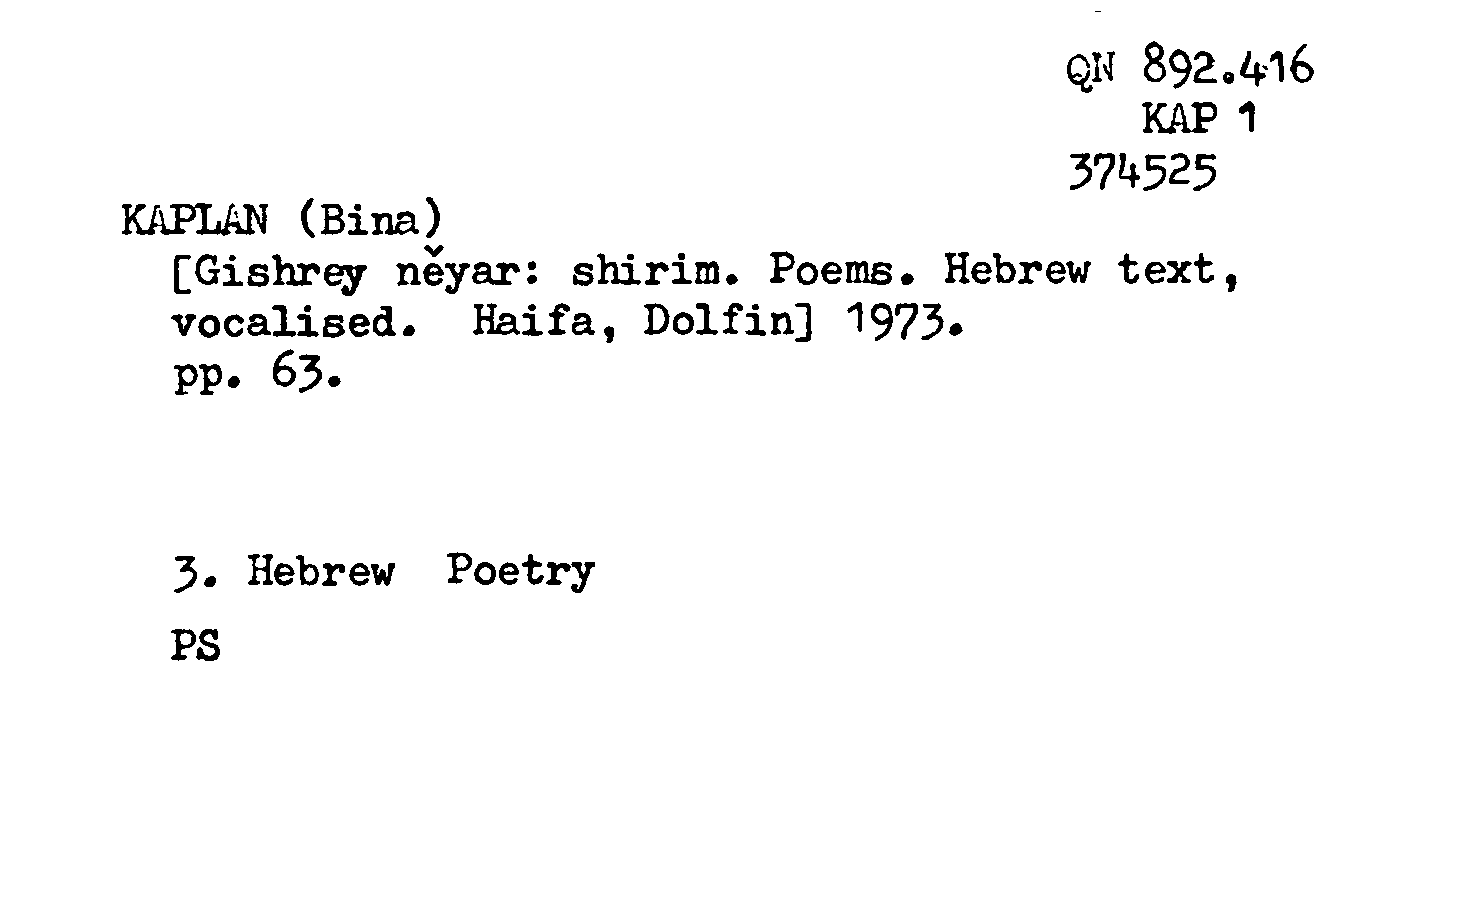 QN 892.416
KAP 1
374525
KAPLAN (Bina)
[Gishrey něyar: shirim. Poems. Hebrew text,
vocalised. Haifa, Dolfin] 1973.
pp. 63.
3. Hebrew Poetry
PS